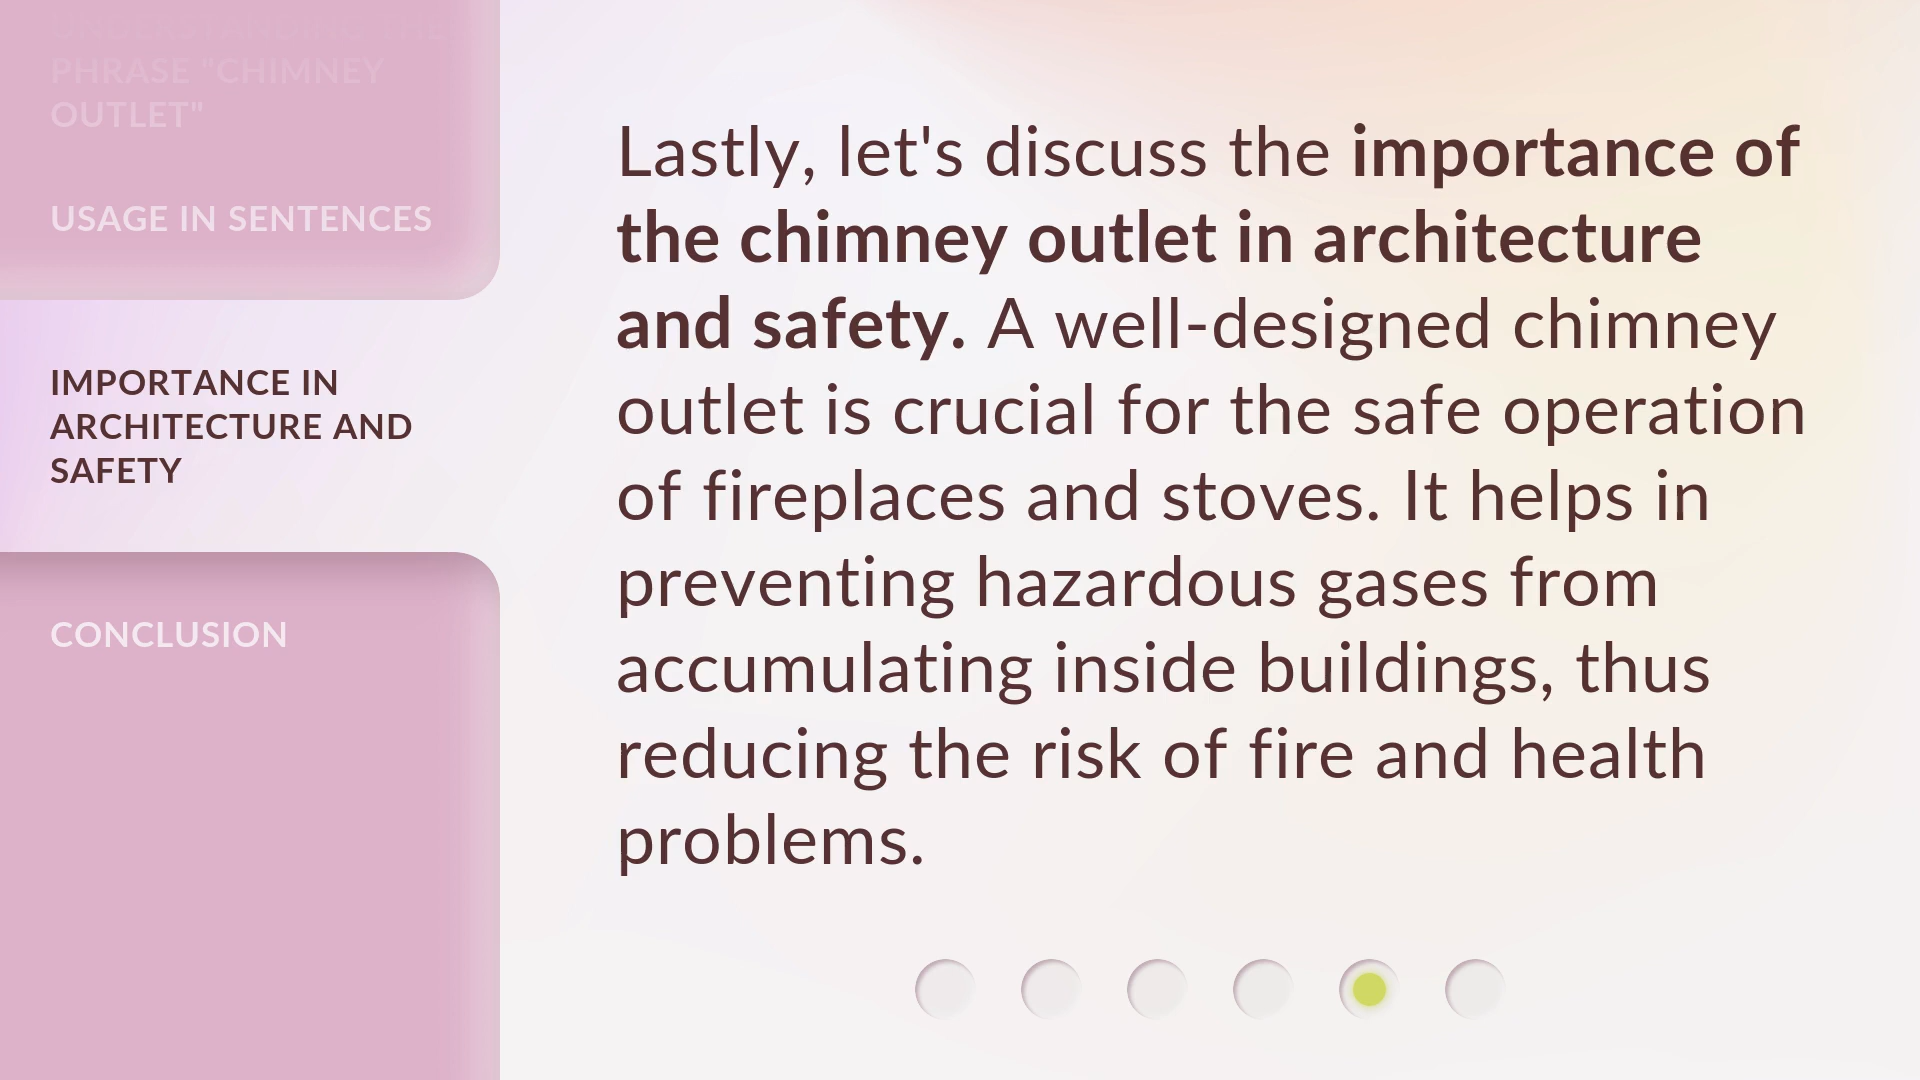 UNDERSTANDING THE
PHRASE "CHIMNEY
OUTLET"
USAGE IN SENTENCES
IMPORTANCE IN
ARCHITECTURE AND
SAFETY
CONCLUSION
Lastly, let's discuss the importance of
the chimney outlet in architecture
and safety. A well-designed chimney
outlet is crucial for the safe operation
of fireplaces and stoves. It helps in
preventing hazardous gases from
accumulating inside buildings, thus
reducing the risk of fire and health
problems.